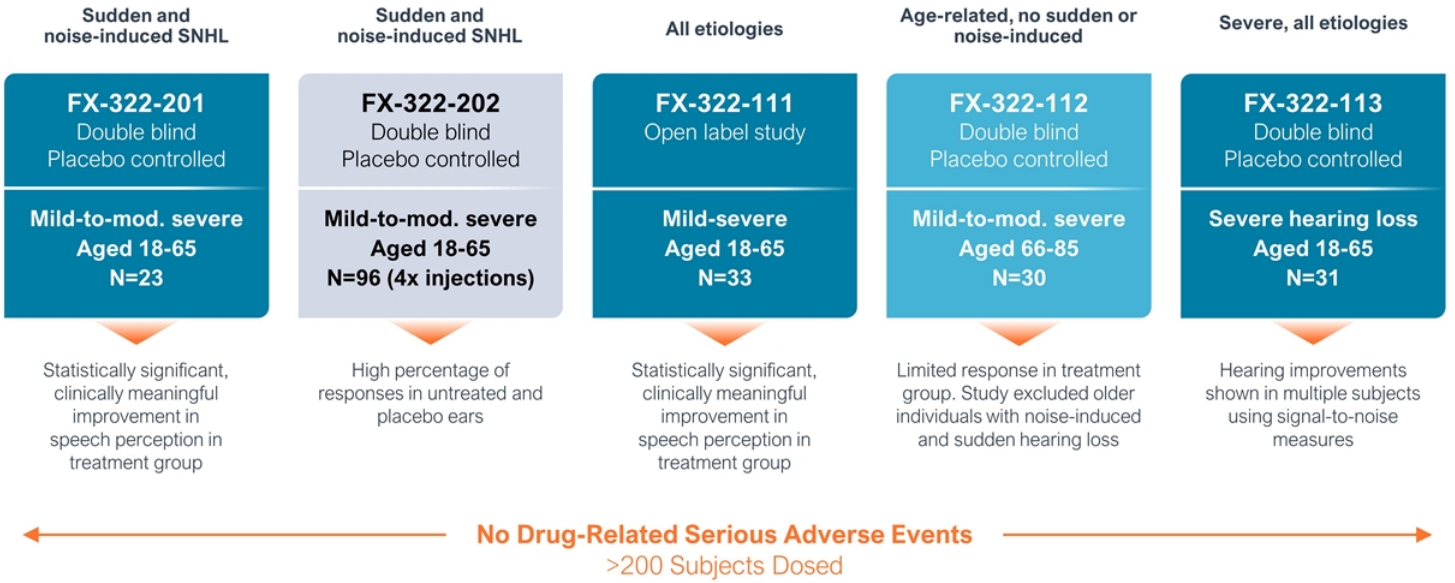 Sudden and
noise-induced SNHL
FX-322-201
Double blind
Placebo controlled
Mild-to-mod. severe
Aged 18-65
N=23
Statistically significant,
clinically meaningful
improvement in
speech perception in
treatment group
Sudden and
noise-induced SNHL
FX-322-202
Double blind
Placebo controlled
Mild-to-mod. severe
Aged 18-65
N=96 (4x injections)
High percentage of
responses in untreated and
placebo ears
All etiologies
FX-322-111
Open label study
Mild-severe
Aged 18-65
N=33
Statistically significant,
clinically meaningful
improvement in
speech perception in
treatment group
Age-related, no sudden or
noise-induced
FX-322-112
Double blind
Placebo controlled
Mild-to-mod. severe
Aged 66-85
N=30
Limited response in treatment
group. Study excluded older
individuals with noise-induced
and sudden hearing loss
Severe, all etiologies
FX-322-113
Double blind
Placebo controlled
Severe hearing loss
Aged 18-65
N=31
Hearing improvements
shown in multiple subjects
using signal-to-noise
measures
No Drug-Related Serious Adverse Events
>200 Subjects Dosed